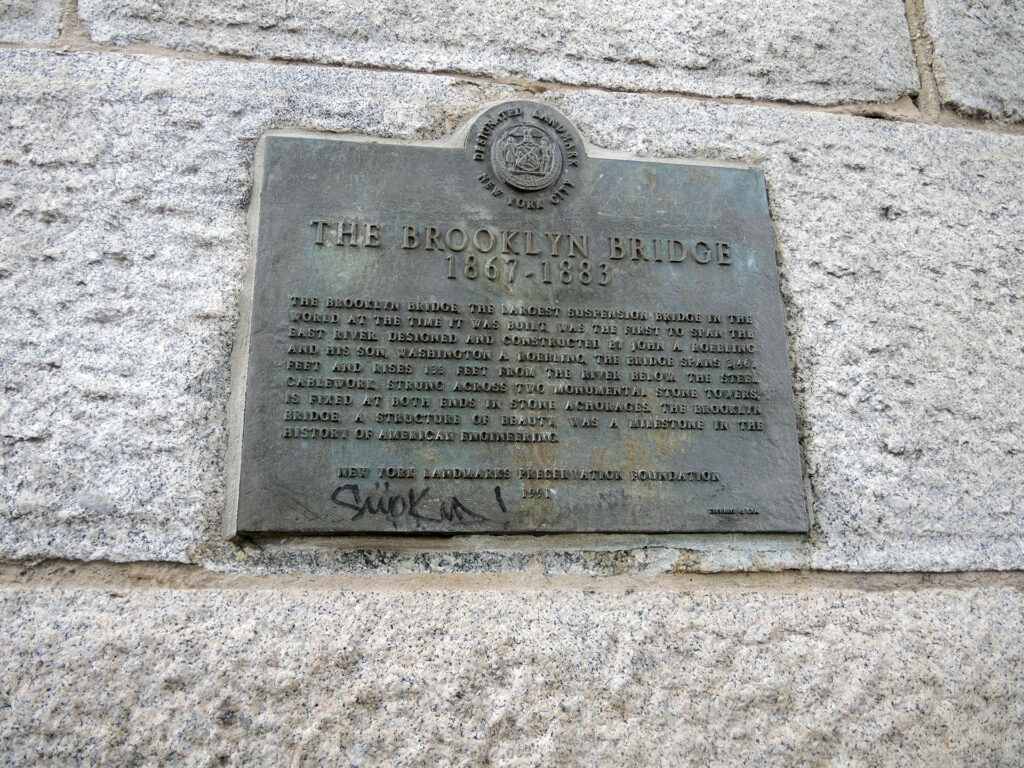 DESIGNATED LANDMARK
NEW YORK CITY
THE BROOKLYN BRIDGE
1867-1883
THE BROOKLYN BRIDGE, THE LARGEST SUSPENSION BRIDGE IN THE
WORLD AT THE TIME IT WAS BUILT, WAS THE FIRST TO SPAN THE
EAST RIVER. DESIGNED AND CONSTRUCTED BY JOHN A. ROEBLING
AND HIS SON, WASHINGTON A. ROEBLING, THE BRIDGE SPANS
FEET AND RISES 133 FEET FROM THE RIVER BELOW. THE STEEL
CABLEWORK, STRUNG ACROSS TWO MONUMENTAL STONE TOWERS,
IS FIXED AT BOTH ENDS IN STONE ACHORAGES. THE BROOKLYN
BRIDGE, A STRUCTURE OF BEAUTY, WAS A MILESTONE IN THE
HISTORY OF AMERICAN ENGINEERING.
NEW YORK LANDMARKS PRESERVATION FOUNDATION